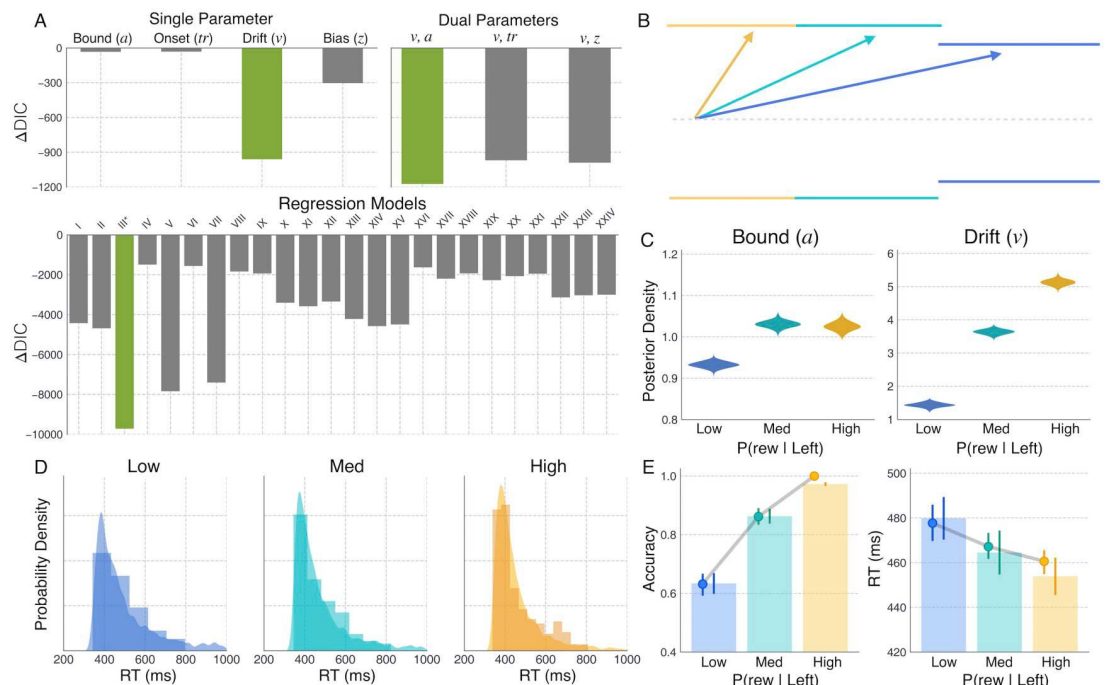 A
Single Parameter
Dual Parameters
Bound (a) Onset (tr) Drift (v) Bias (z)
v, a v, tr v, z
0
−300
−600
−900
−1200
ΔDIC
Regression Models
I II III* IV V VI VII VIII IX X XI XII XIII XIV XV XVI XVII XVIII XIX XX XXI XXII XXIII XXIV
0
−2000
−4000
−6000
−8000
−10000
ΔDIC
B
C
Bound (a)
Drift (v)
Posterior Density
1.2
1.1
1.0
0.9
0.8
6
5
4
3
2
1
Low Med High
P(rew | Left)
Low Med High
P(rew | Left)
D
Low
Med
High
Probability Density
200 400 600 800 1000
RT (ms)
200 400 600 800 1000
RT (ms)
200 400 600 800 1000
RT (ms)
E
Accuracy
1.0
0.8
0.6
0.4
Low Med High
P(rew | Left)
RT (ms)
500
480
460
440
420
Low Med High
P(rew | Left)